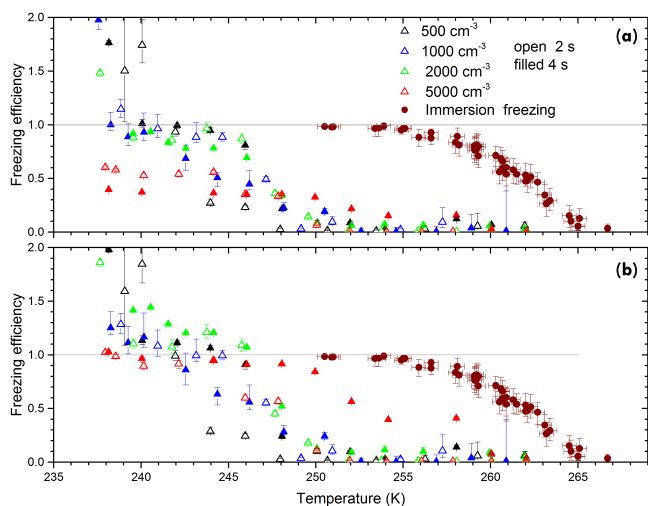 2.0
1.5
1.0
0.5
0.0
Freezing efficiency
(a)
500 cm⁻³
1000 cm⁻³
2000 cm⁻³
5000 cm⁻³
Immersion freezing
open 2 s
filled 4 s
2.0
1.5
1.0
0.5
0.0
Freezing efficiency
(b)
235 240 245 250 255 260 265
Temperature (K)